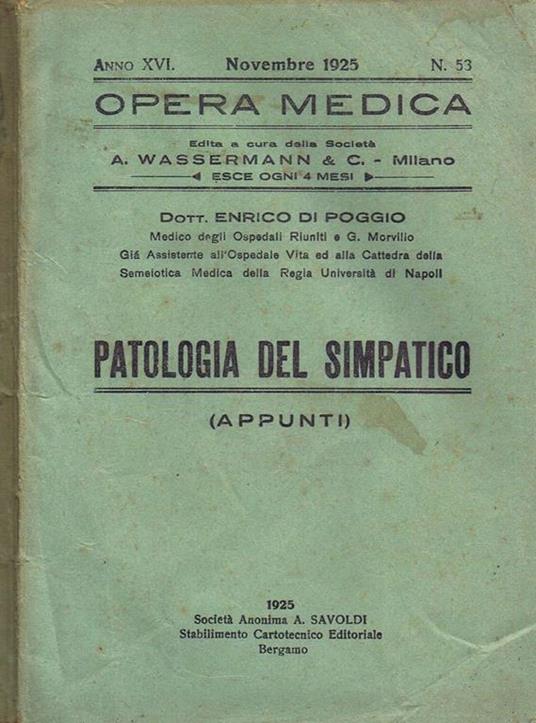 Anno XVI. Novembre 1925 N. 53
OPERA MEDICA
Edita a cura della Società
A. WASSERMANN & C. - Milano
ESCE OGNI 4 MESI
Dott. ENRICO DI POGGIO
Medico degli Ospedali Riuniti e G. Morvillo
Già Assistente all'Ospedale Vita ed alla Cattedra della
Semeiotica Medica della Regia Università di Napoli
PATOLOGIA DEL SIMPATICO
(APPUNTI)
1925
Società Anonima A. SAVOLDI
Stabilimento Cartotecnico Editoriale
Bergamo